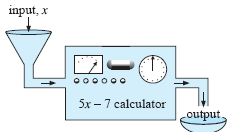 input, x
5x – 7 calculator
output